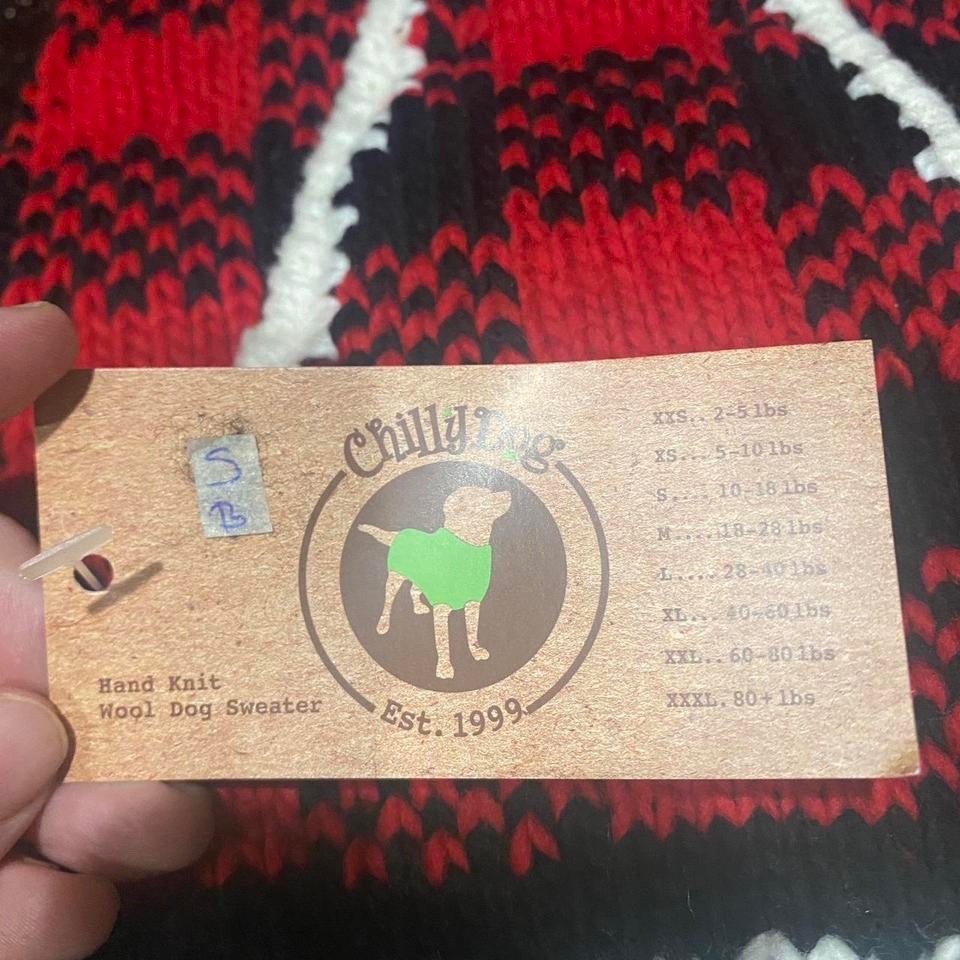 S
B
Chilly Dog
Est. 1999
Hand Knit
Wool Dog Sweater
XXS.. 2-5 lbs
XS... 5-10 lbs
S.... 10-18 lbs
M.... 18-28 lbs
L.... 28-40 lbs
XL... 40-60 lbs
XXL.. 60-80 lbs
XXXL. 80+ lbs